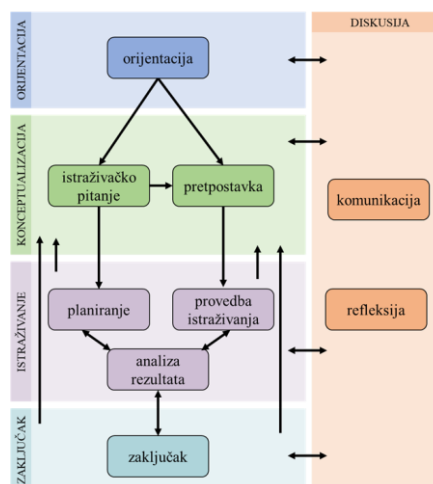 DISKUSIJA
ORIJENTACIJA
orijentacija
KONCEPTUALIZACIJA
istraživačko
pitanje
pretpostavka
komunikacija
ISTRAŽIVANJE
planiranje
provedba
istraživanja
refleksija
analiza
rezultata
ZAKLJUČAK
zaključak